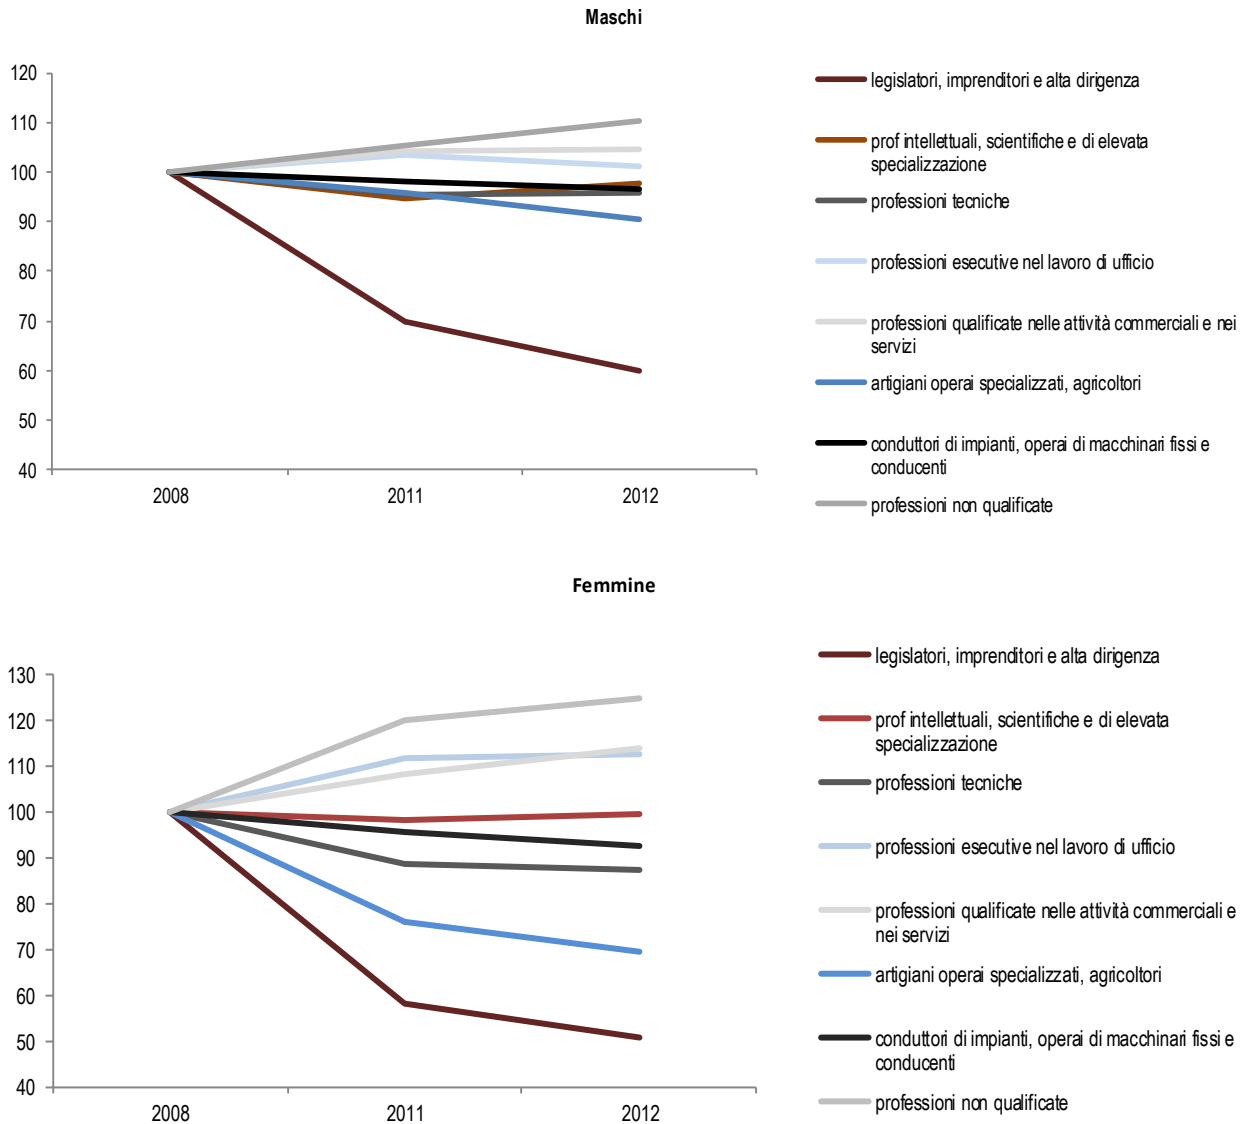 Maschi
120
110
100
90
80
70
60
50
40
2008
2011
2012
legislatori, imprenditori e alta dirigenza
prof intellettuali, scientifiche e di elevata
specializzazione
professioni tecniche
professioni esecutive nel lavoro di ufficio
professioni qualificate nelle attività commerciali e nei
servizi
artigiani operai specializzati, agricoltori
conduttori di impianti, operai di macchinari fissi e
conducenti
professioni non qualificate
Femmine
130
120
110
100
90
80
70
60
50
40
2008
2011
2012
legislatori, imprenditori e alta dirigenza
prof intellettuali, scientifiche e di elevata
specializzazione
professioni tecniche
professioni esecutive nel lavoro di ufficio
professioni qualificate nelle attività commerciali e
nei servizi
artigiani operai specializzati, agricoltori
conduttori di impianti, operai di macchinari fissi e
conducenti
professioni non qualificate